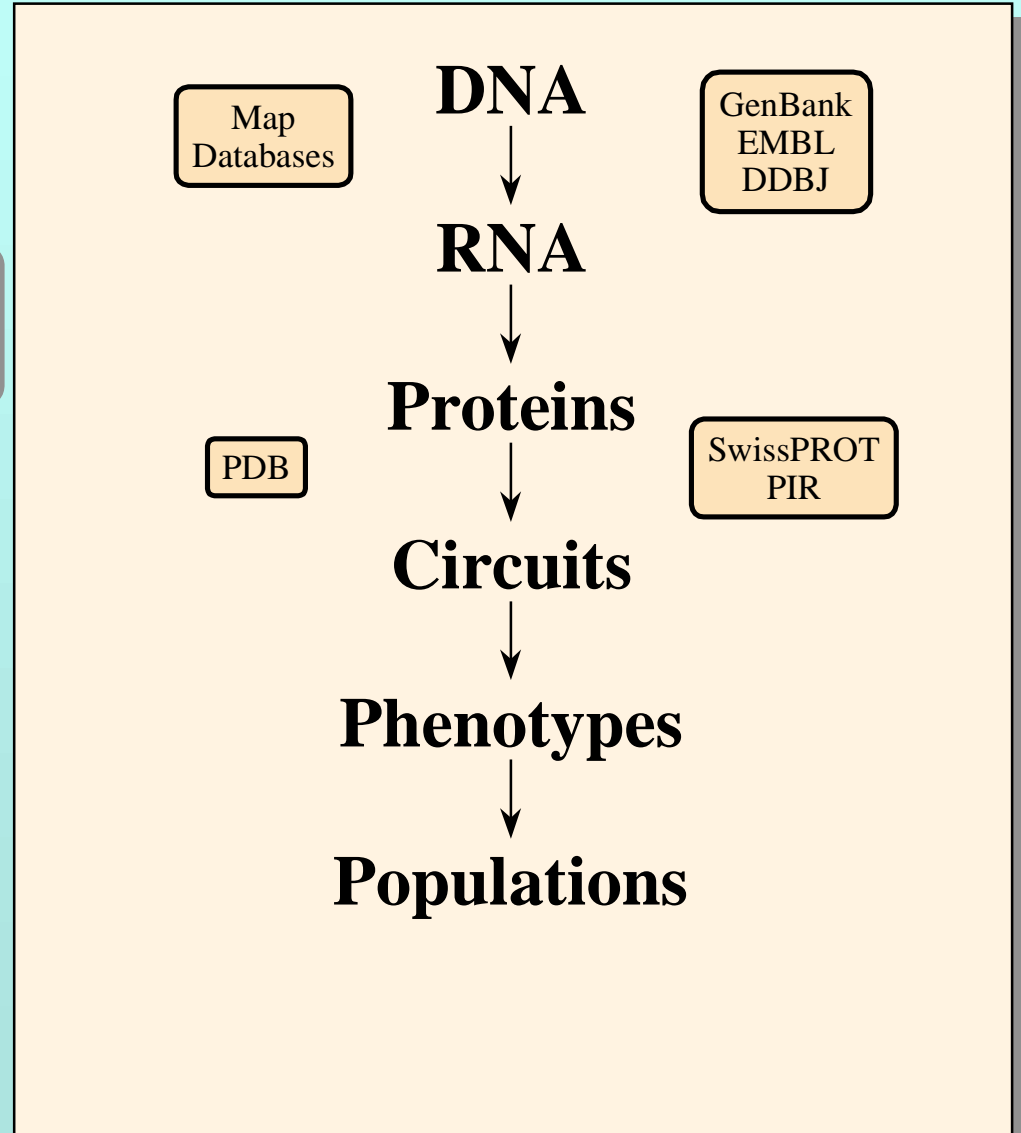 DNA
Map
Databases
GenBank
EMBL
DDBJ
RNA
Proteins
PDB
SwissPROT
PIR
Circuits
Phenotypes
Populations